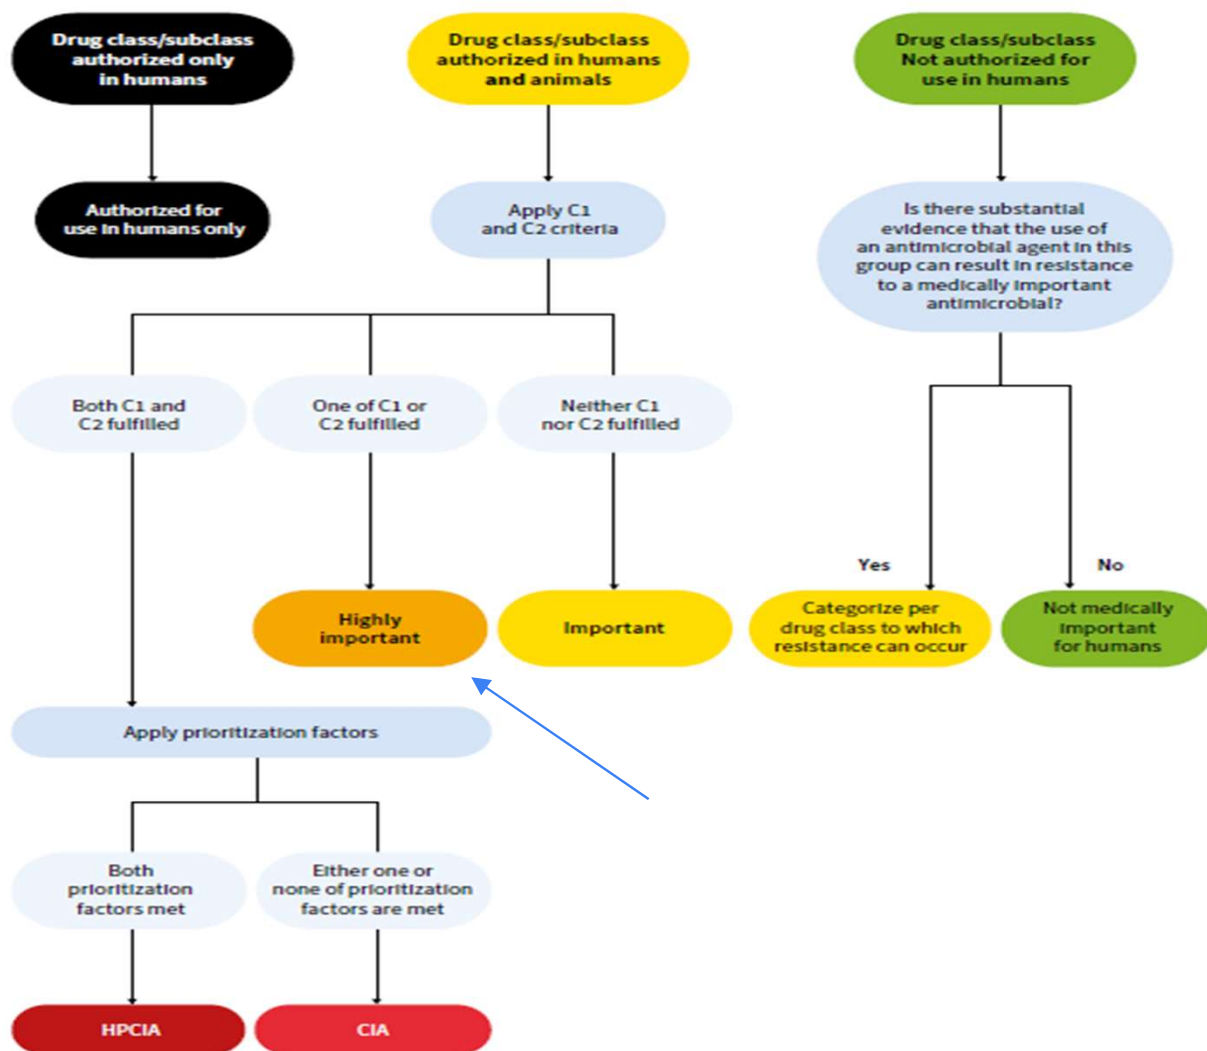 Drug class/subclass
authorized only
in humans
Drug class/subclass
authorized in humans
and animals
Drug class/subclass
Not authorized for
use in humans
Authorized for
use in humans only
Apply C1
and C2 criteria
Is there substantial
evidence that the use of
an antimicrobial agent in this
group can result in resistance
to a medically important
antimicrobial?
Both C1 and
C2 fulfilled
One of C1 or
C2 fulfilled
Neither C1
nor C2 fulfilled
Yes
No
Highly
important
Important
Categorize per
drug class to which
resistance can occur
Not medically
important
for humans
Apply prioritization factors
Both
prioritization
factors met
Either one or
none of prioritization
factors are met
HPCIA
CIA